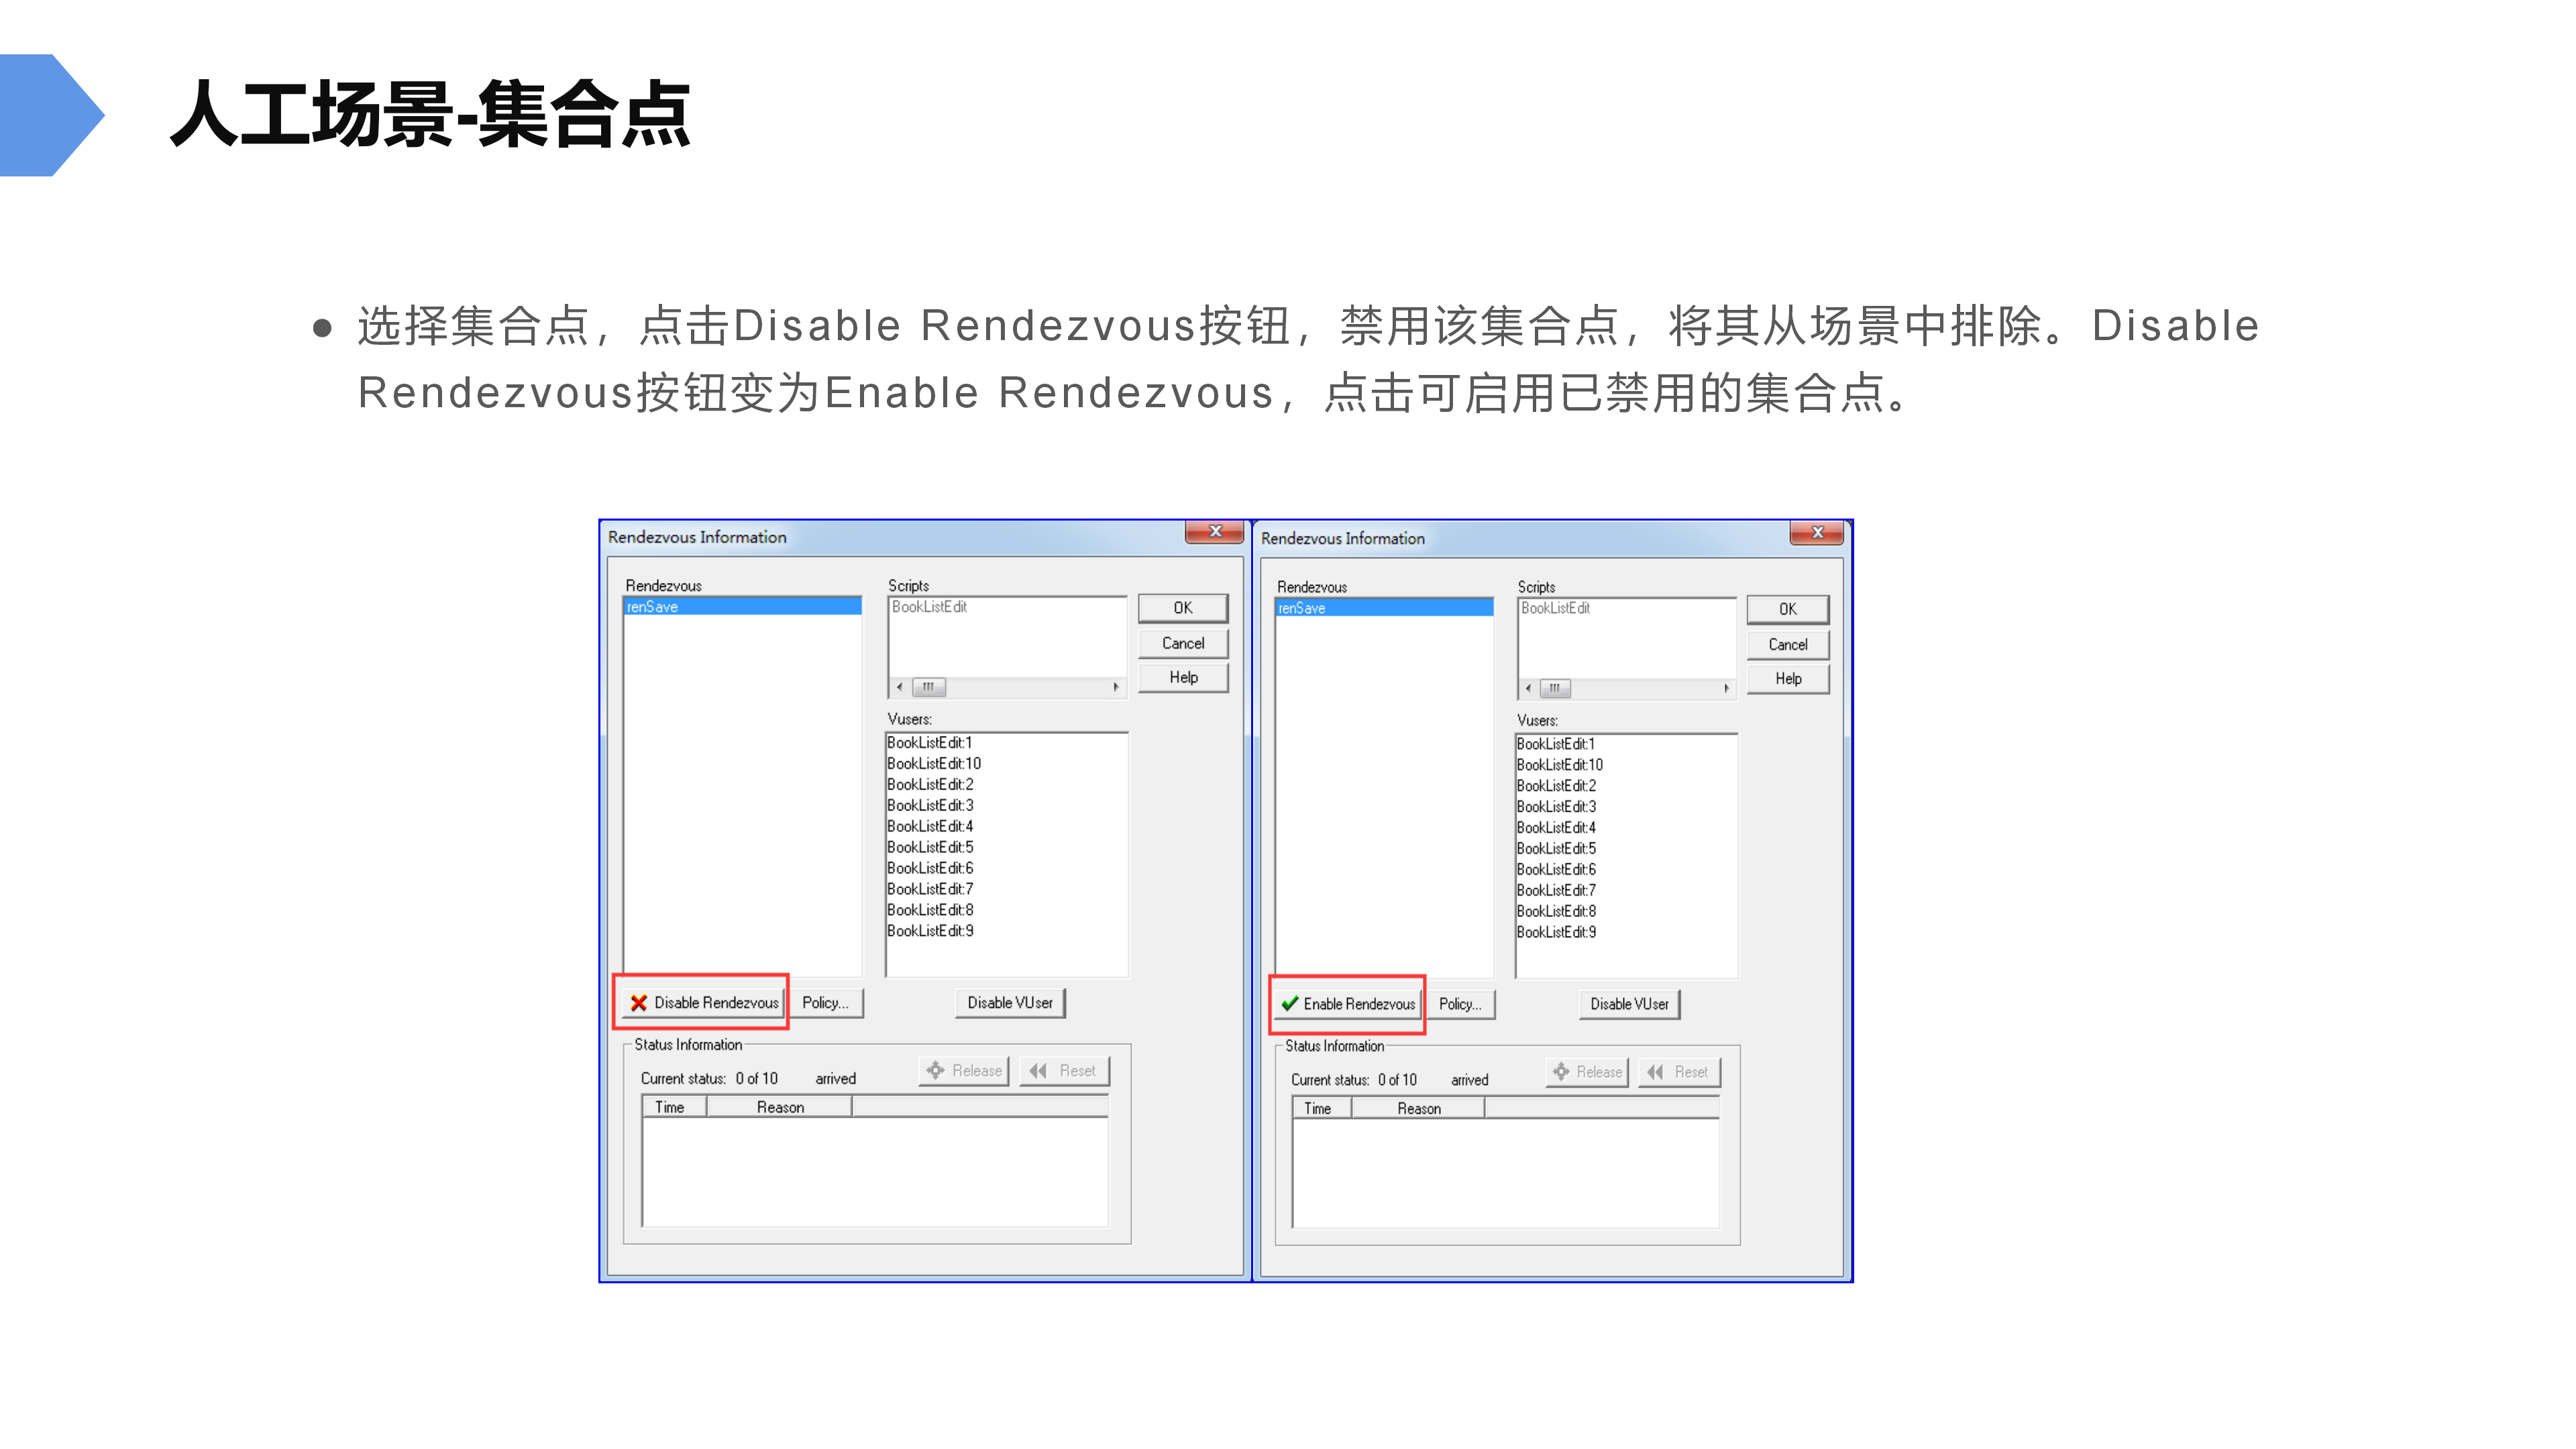 人工场景-集合点
● 选择集合点，点击Disable Rendezvous按钮，禁用该集合点，将其从场景中排除。Disable
Rendezvous按钮变为Enable Rendezvous，点击可启用已禁用的集合点。
Rendezvous Information
Rendezvous
renSave
Scripts
BookListEdit
OK
Cancel
Help
Vusers:
BookListEdit:1
BookListEdit:10
BookListEdit:2
BookListEdit:3
BookListEdit:4
BookListEdit:5
BookListEdit:6
BookListEdit:7
BookListEdit:8
BookListEdit:9
Disable Rendezvous
Policy...
Disable VUser
Status Information
Current status: 0 of 10 arrived
Release
Reset
Time
Reason
Rendezvous Information
Rendezvous
renSave
Scripts
BookListEdit
OK
Cancel
Help
Vusers:
BookListEdit:1
BookListEdit:10
BookListEdit:2
BookListEdit:3
BookListEdit:4
BookListEdit:5
BookListEdit:6
BookListEdit:7
BookListEdit:8
BookListEdit:9
Enable Rendezvous
Policy...
Disable VUser
Status Information
Current status: 0 of 10 arrived
Release
Reset
Time
Reason